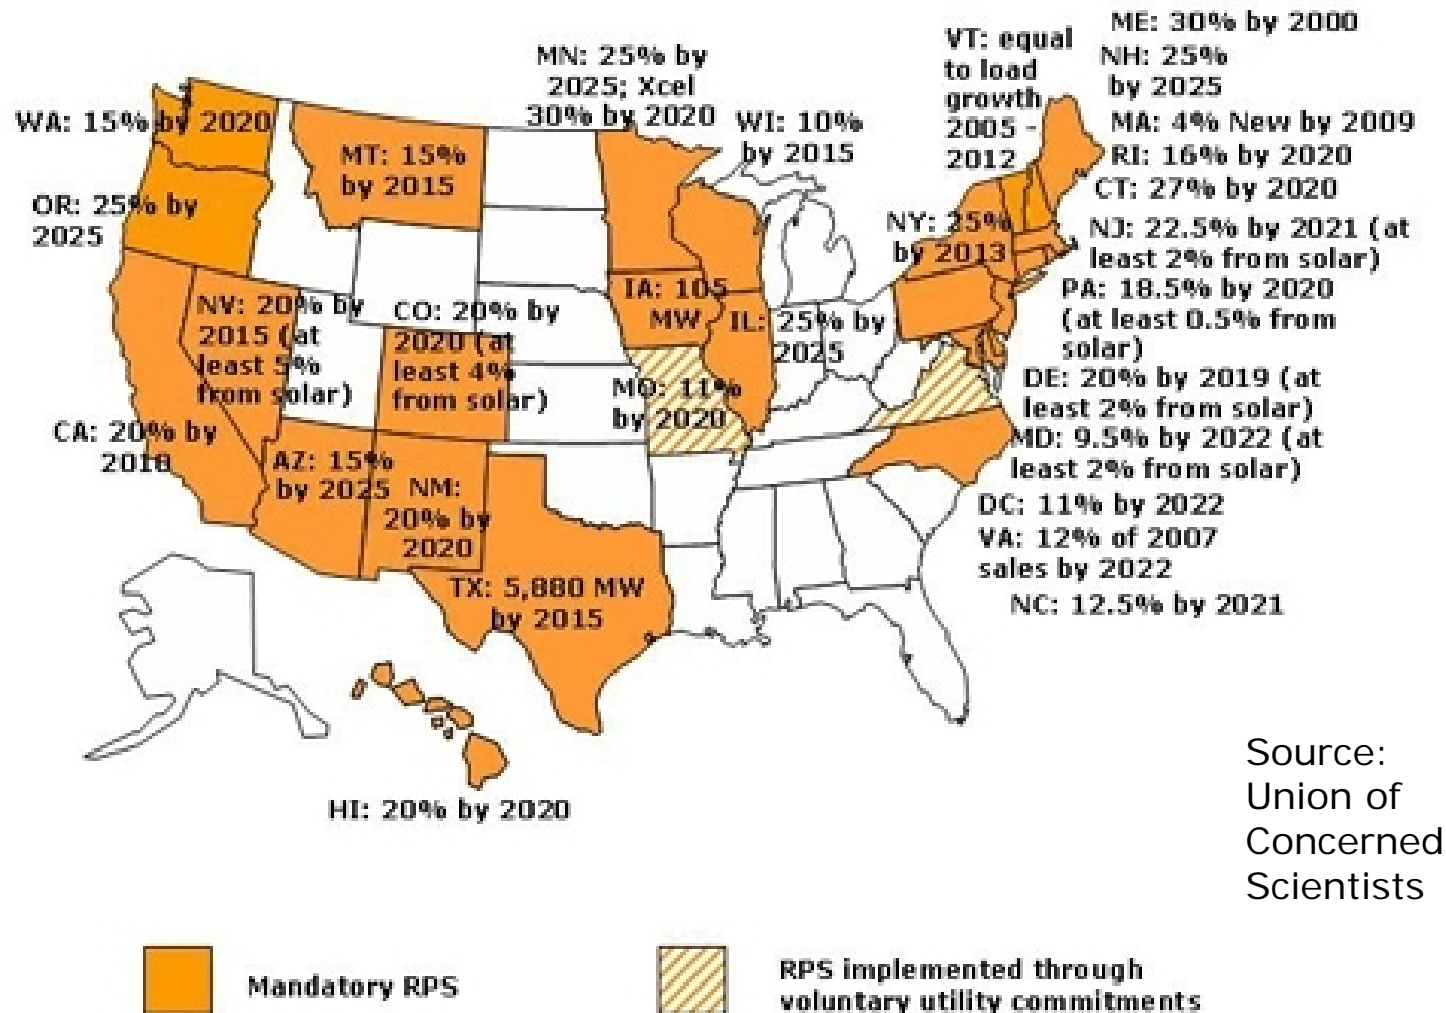 ME: 30% by 2000
VT: equal
to load
growth
2005 -
2012
NH: 25%
by 2025
MN: 25% by
2025; Xcel
30% by 2020
WA: 15% by 2020
WI: 10%
by 2015
MA: 4% New by 2009
MT: 15%
by 2015
RI: 16% by 2020
CT: 27% by 2020
OR: 25% by
2025
NY: 25%
by 2013
NJ: 22.5% by 2021 (at
least 2% from solar)
PA: 18.5% by 2020
(at least 0.5% from
solar)
NV: 20% by
2015 (at
least 5%
from solar)
CO: 20% by
2020 (at
least 4%
from solar)
IA: 105
MW
IL: 25% by
2025
MO: 11%
by 2020
DE: 20% by 2019 (at
least 2% from solar)
CA: 20% by
2010
MD: 9.5% by 2022 (at
least 2% from solar)
AZ: 15%
by 2025
NM:
20% by
2020
DC: 11% by 2022
VA: 12% of 2007
sales by 2022
TX: 5,880 MW
by 2015
NC: 12.5% by 2021
HI: 20% by 2020
Source:
Union of
Concerned
Scientists
Mandatory RPS
RPS implemented through
voluntary utility commitments